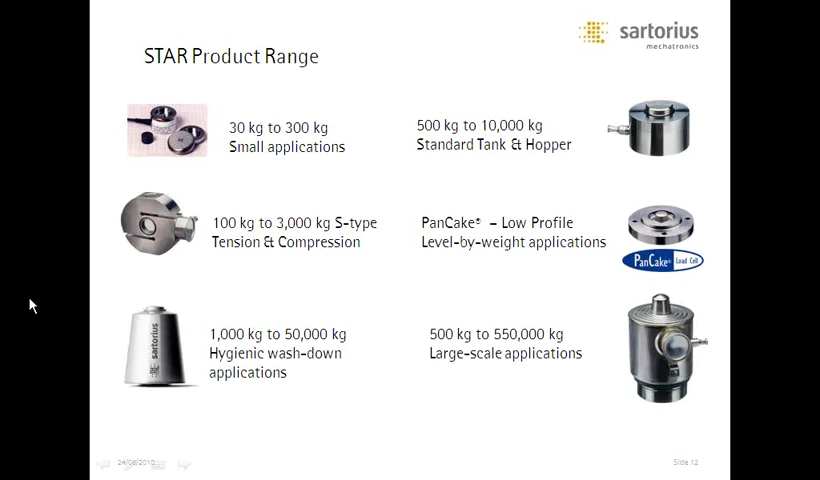 sartorius
mechatronics
STAR Product Range
30 kg to 300 kg
Small applications
500 kg to 10,000 kg
Standard Tank & Hopper
100 kg to 3,000 kg S-type
Tension & Compression
PanCake® – Low Profile
Level-by-weight applications
PanCake® Load Cell
1,000 kg to 50,000 kg
Hygienic wash-down
applications
sartorius
500 kg to 550,000 kg
Large-scale applications
24/08/2010
Slide 12